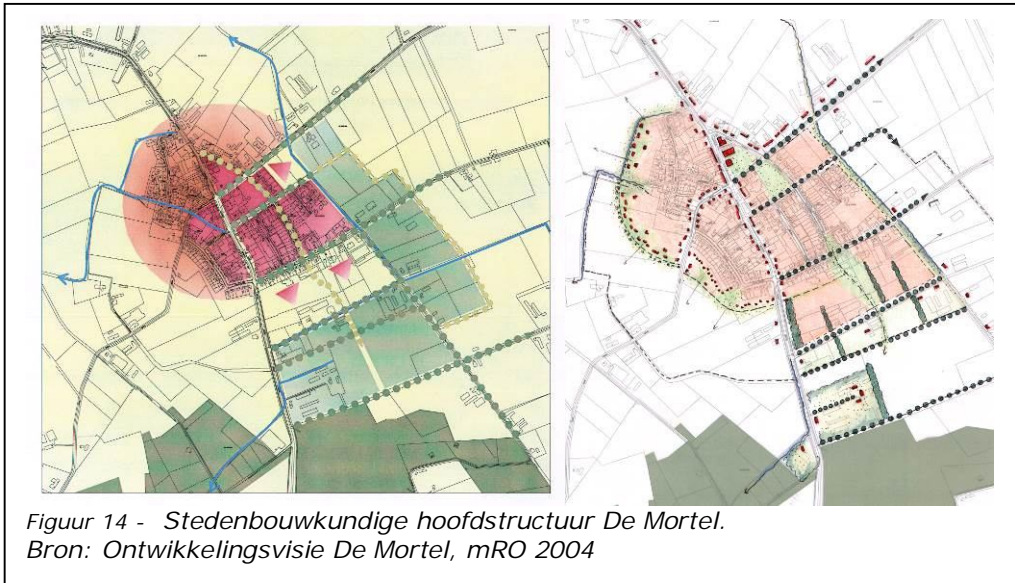 Figuur 14 - Stedenbouwkundige hoofdstructuur De Mortel.
Bron: Ontwikkelingsvisie De Mortel, mRO 2004